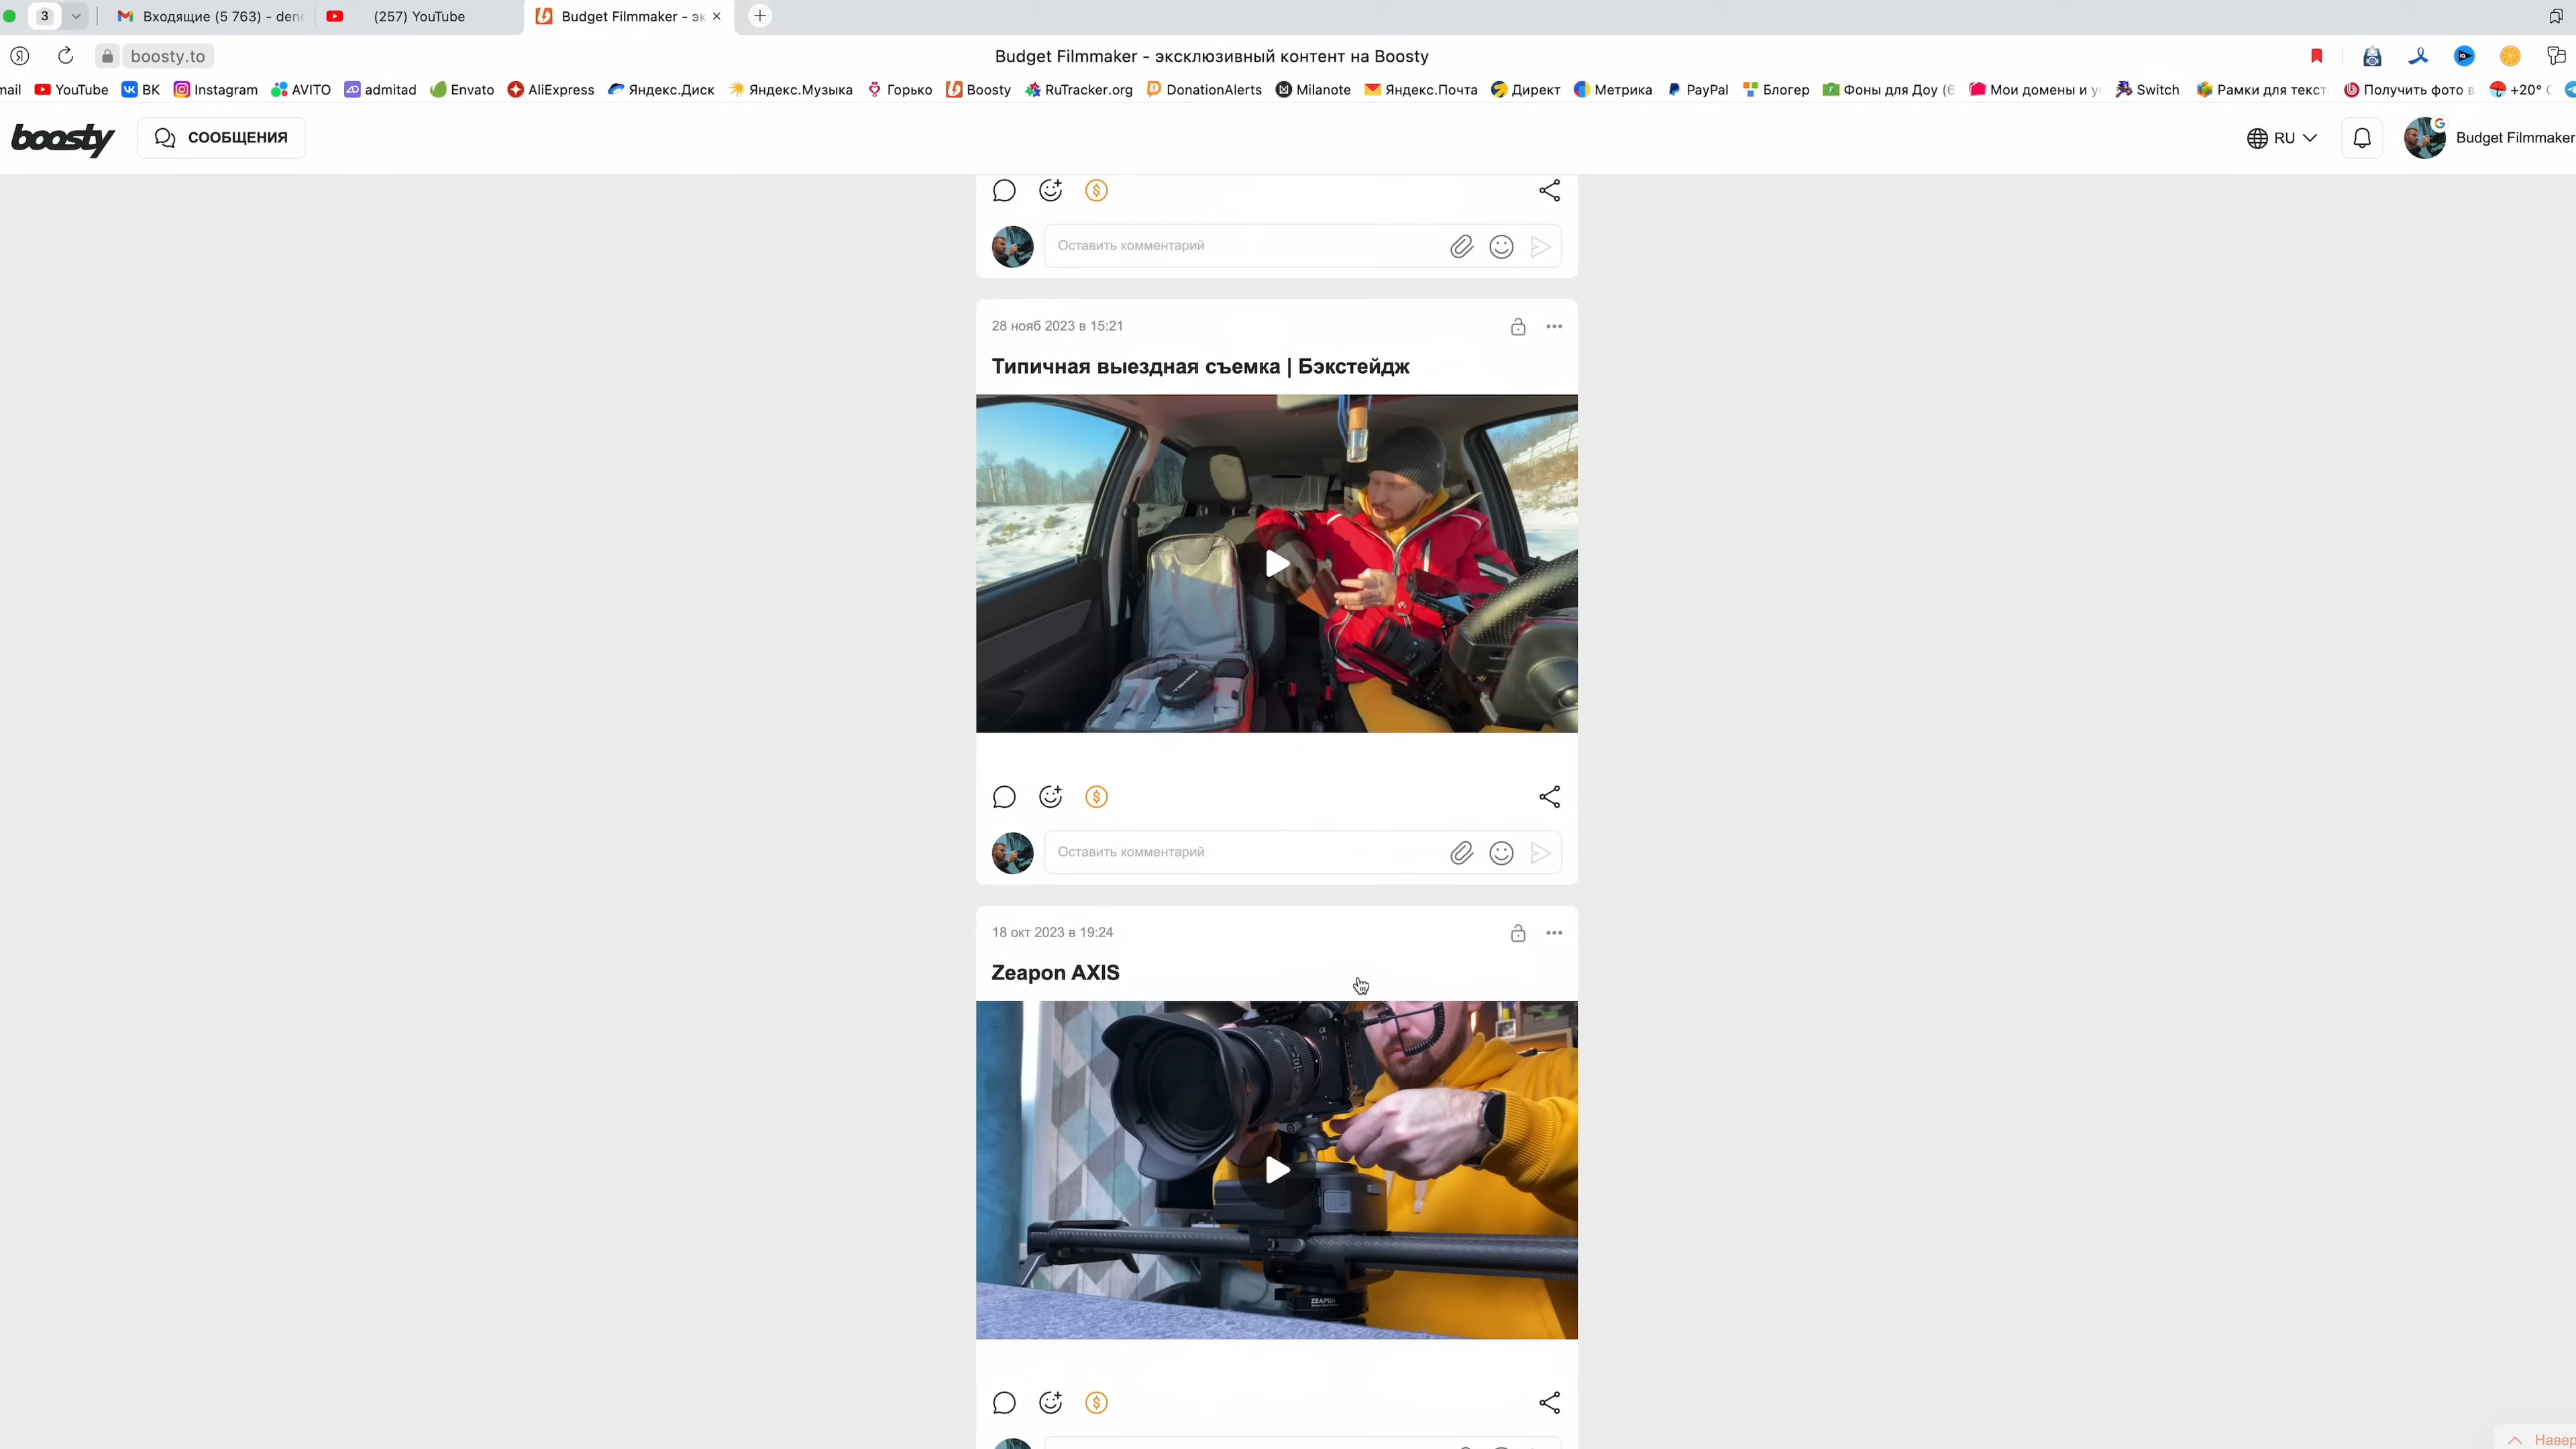 3 Входящие (5 763) - den (257) YouTube Budget Filmmaker - эк
boosty.to Budget Filmmaker - эксклюзивный контент на Boosty
mail YouTube ВК Instagram AVITO admitad Envato AliExpress Яндекс.Диск Яндекс.Музыка Горько Boosty RuTracker.org DonationAlerts Milanote Яндекс.Почта Директ Метрика PayPal Блогер Фоны для Доу (6 Мои домены и у Switch Рамки для текст Получить фото в +20°
boosty СООБЩЕНИЯ RU Budget Filmmaker
Оставить комментарий
28 нояб 2023 в 15:21
Типичная выездная съемка | Бэкстейдж
Оставить комментарий
18 окт 2023 в 19:24
Zeapon AXIS
SONY
ZEAPON
Навер